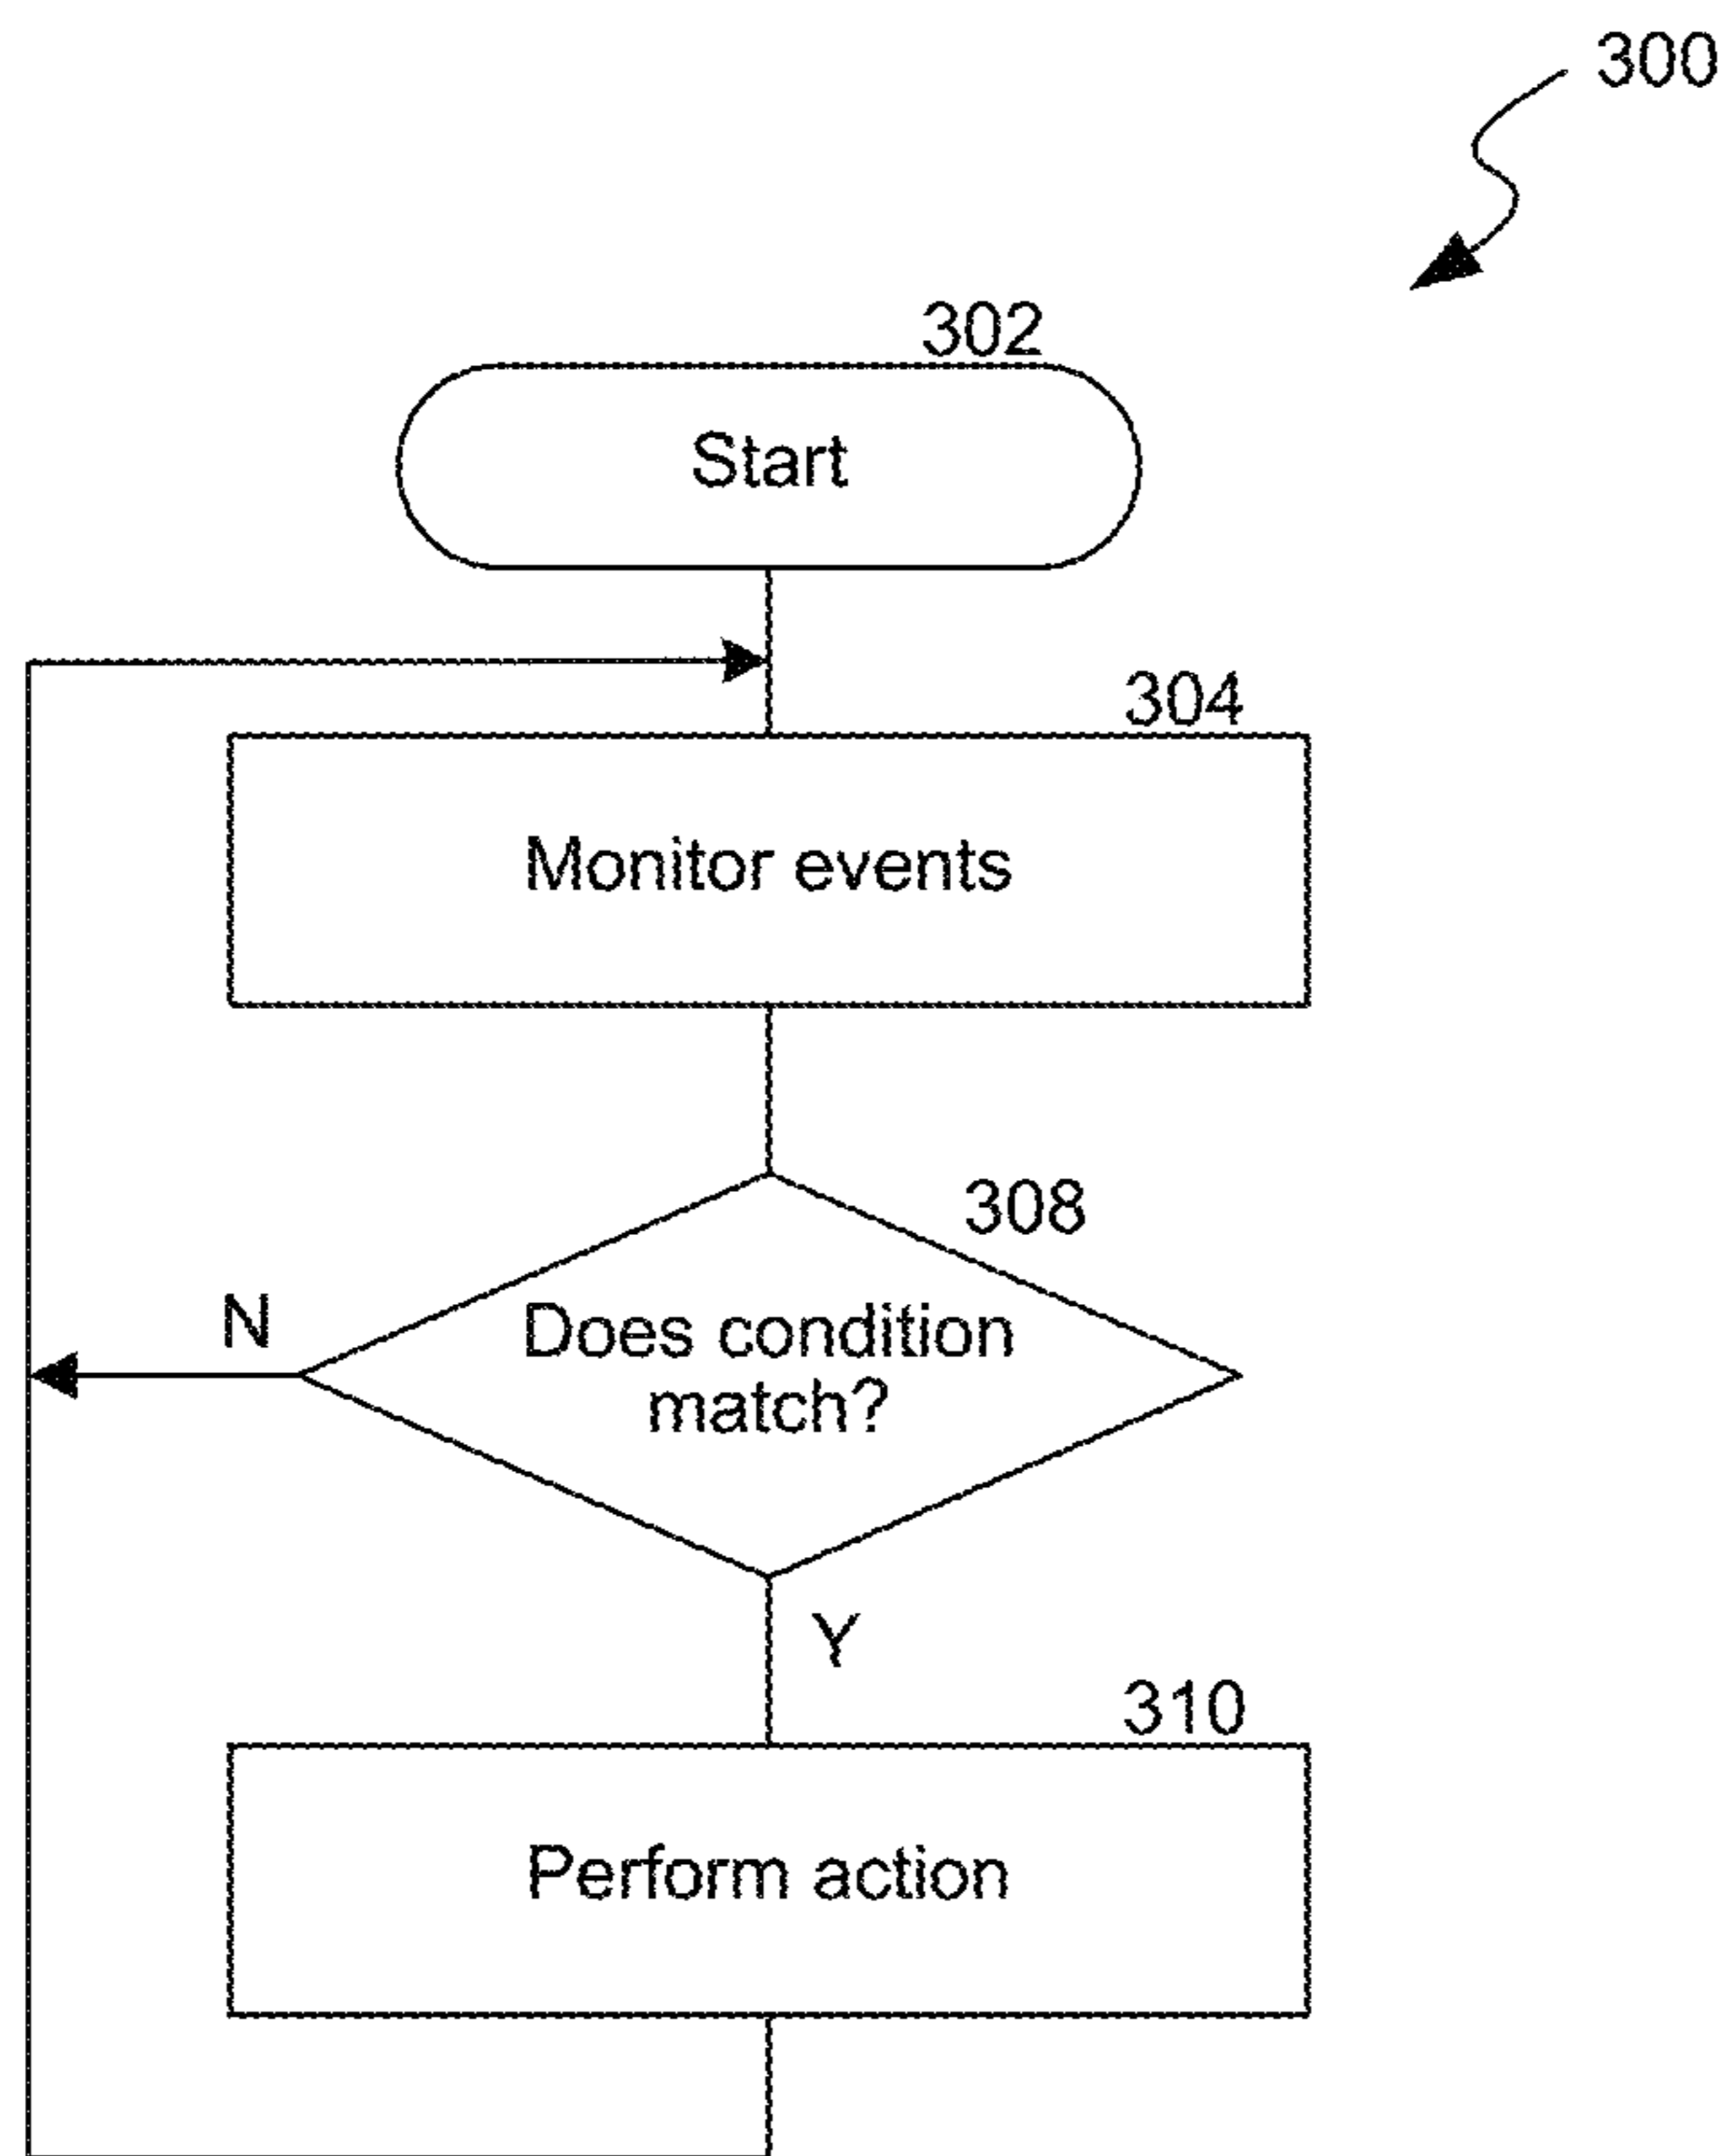 300
302
Start
304
Monitor events
308
N
Does condition
match?
Y
310
Perform action